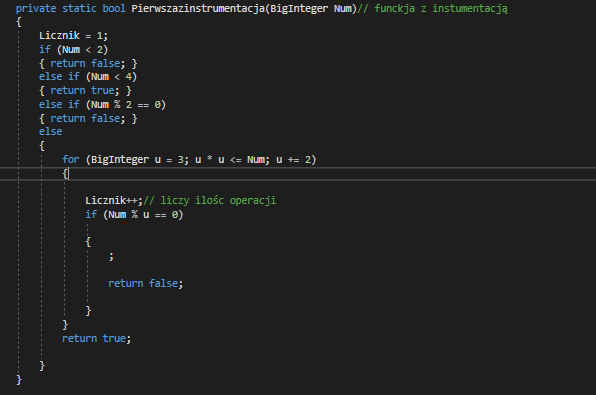 private static bool Pierwszazinstrumentacja(BigInteger Num)// funckja z instumentacją
{
Licznik = 1;
if (Num < 2)
{ return false; }
else if (Num < 4)
{ return true; }
else if (Num % 2 == 0)
{ return false; }
else
{
for (BigInteger u = 3; u * u <= Num; u += 2)
{
Licznik++;// liczy ilośc operacji
if (Num % u == 0)
{
;
return false;
}
}
return true;
}
}